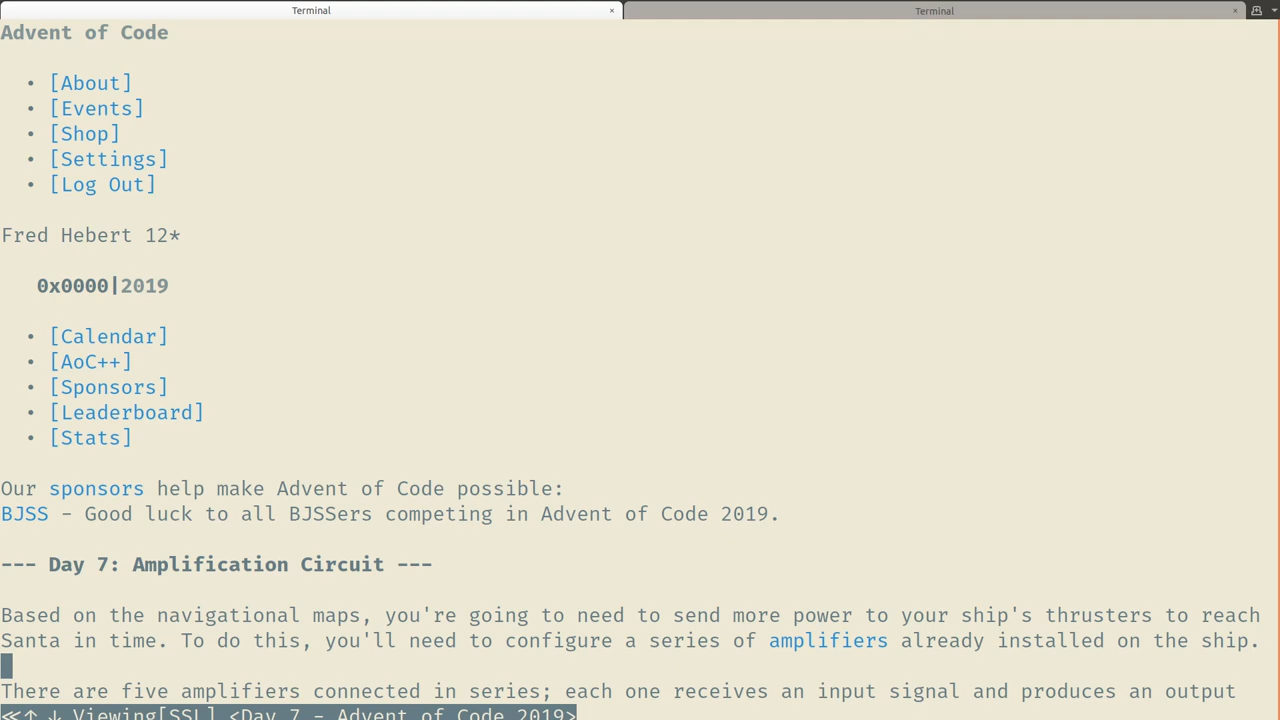 Terminal × Terminal ×
Advent of Code
• [About]
• [Events]
• [Shop]
• [Settings]
• [Log Out]
Fred Hebert 12*
0x0000|2019
• [Calendar]
• [AoC++]
• [Sponsors]
• [Leaderboard]
• [Stats]
Our sponsors help make Advent of Code possible:
BJSS - Good luck to all BJSSers competing in Advent of Code 2019.
--- Day 7: Amplification Circuit ---
Based on the navigational maps, you're going to need to send more power to your ship's thrusters to reach
Santa in time. To do this, you'll need to configure a series of amplifiers already installed on the ship.
There are five amplifiers connected in series; each one receives an input signal and produces an output
≪↑ ↓ Viewing[SSL] <Day 7 - Advent of Code 2019>